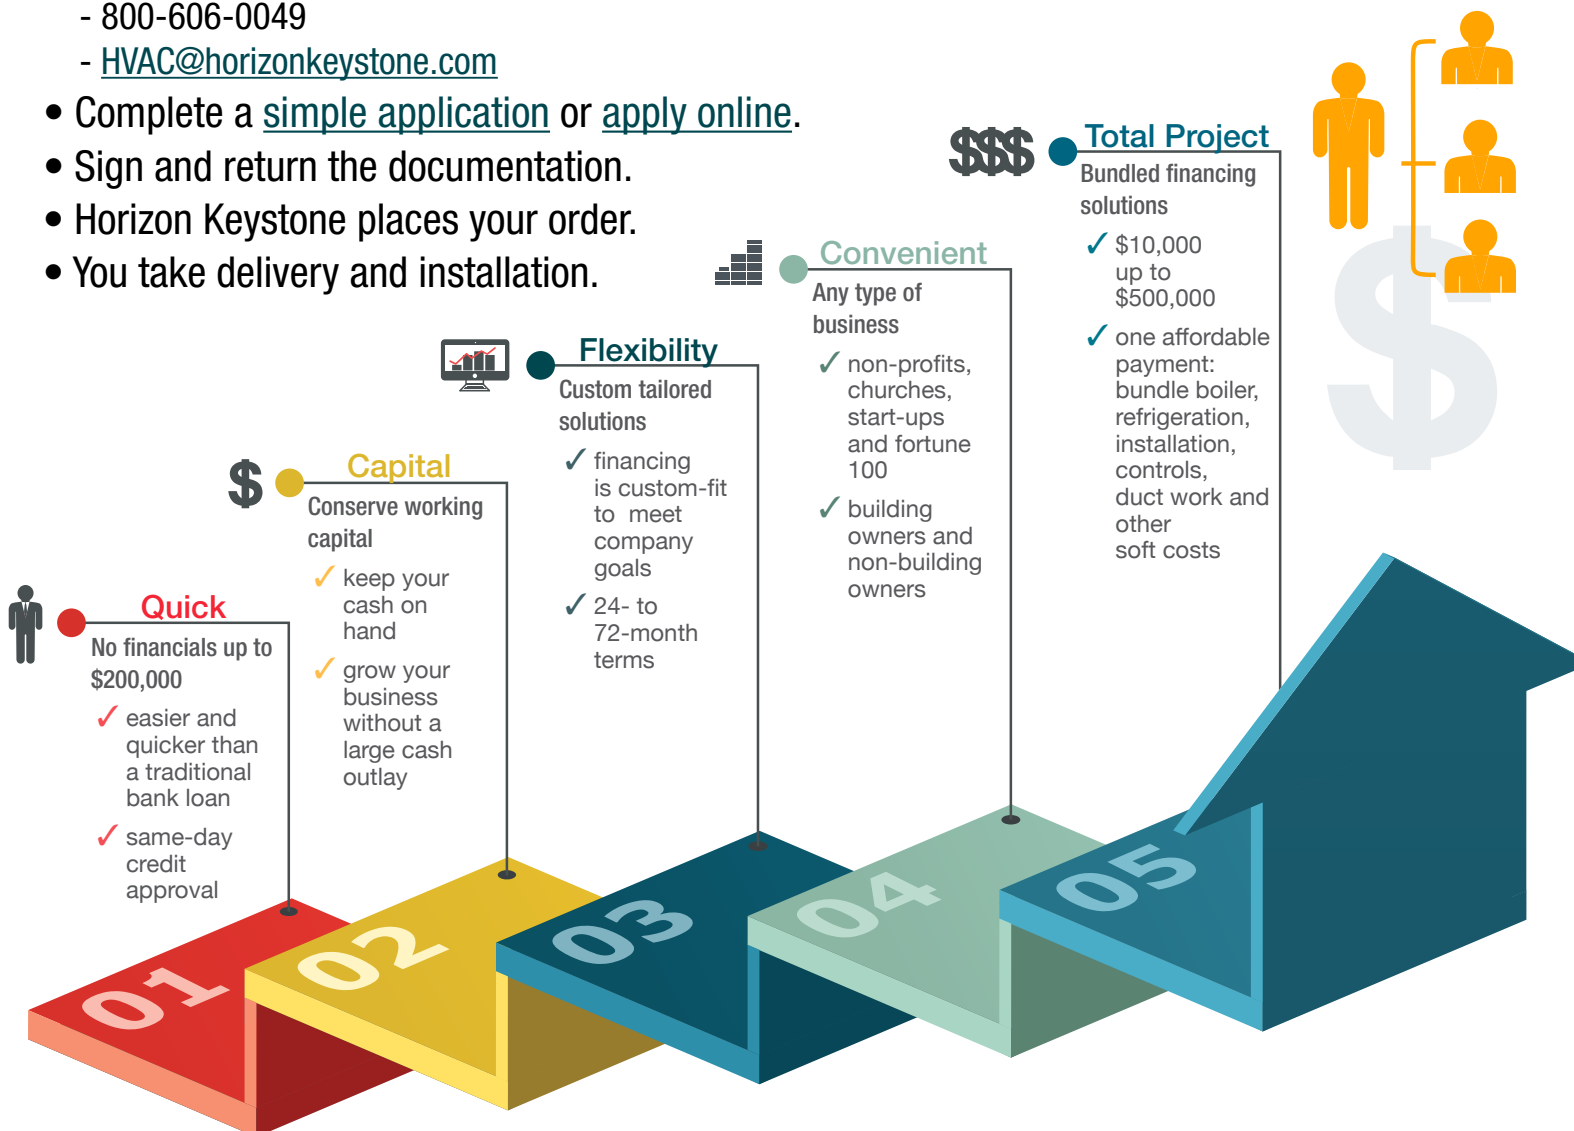 - 800-606-0049
- HVAC@horizonkeystone.com
• Complete a simple application or apply online.
• Sign and return the documentation.
• Horizon Keystone places your order.
• You take delivery and installation.
Quick
No financials up to
$200,000
✓ easier and
quicker than
a traditional
bank loan
✓ same-day
credit
approval
$
Capital
Conserve working
capital
✓ keep your
cash on
hand
✓ grow your
business
without a
large cash
outlay
Flexibility
Custom tailored
solutions
✓ financing
is custom-fit
to meet
company
goals
✓ 24- to
72-month
terms
Convenient
Any type of
business
✓ non-profits,
churches,
start-ups
and fortune
100
✓ building
owners and
non-building
owners
$$$
Total Project
Bundled financing
solutions
✓ $10,000
up to
$500,000
✓ one affordable
payment:
bundle boiler,
refrigeration,
installation,
controls,
duct work and
other
soft costs
$
01
02
03
04
05